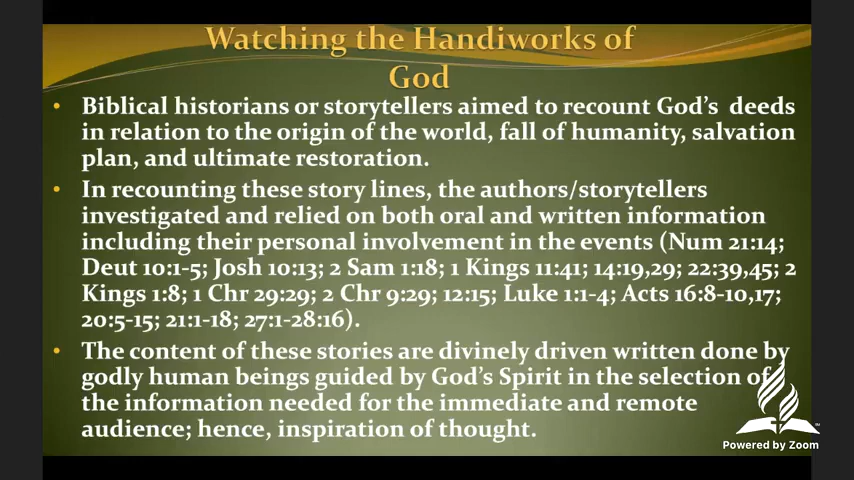 Watching the Handiworks of
God
• Biblical historians or storytellers aimed to recount God's deeds
in relation to the origin of the world, fall of humanity, salvation
plan, and ultimate restoration.
• In recounting these story lines, the authors/storytellers
investigated and relied on both oral and written information
including their personal involvement in the events (Num 21:14;
Deut 10:1-5; Josh 10:13; 2 Sam 1:18; 1 Kings 11:41; 14:19,29; 22:39,45; 2
Kings 1:8; 1 Chr 29:29; 2 Chr 9:29; 12:15; Luke 1:1-4; Acts 16:8-10,17;
20:5-15; 21:1-18; 27:1-28:16).
• The content of these stories are divinely driven written done by
godly human beings guided by God's Spirit in the selection of
the information needed for the immediate and remote
audience; hence, inspiration of thought.
Powered by Zoom